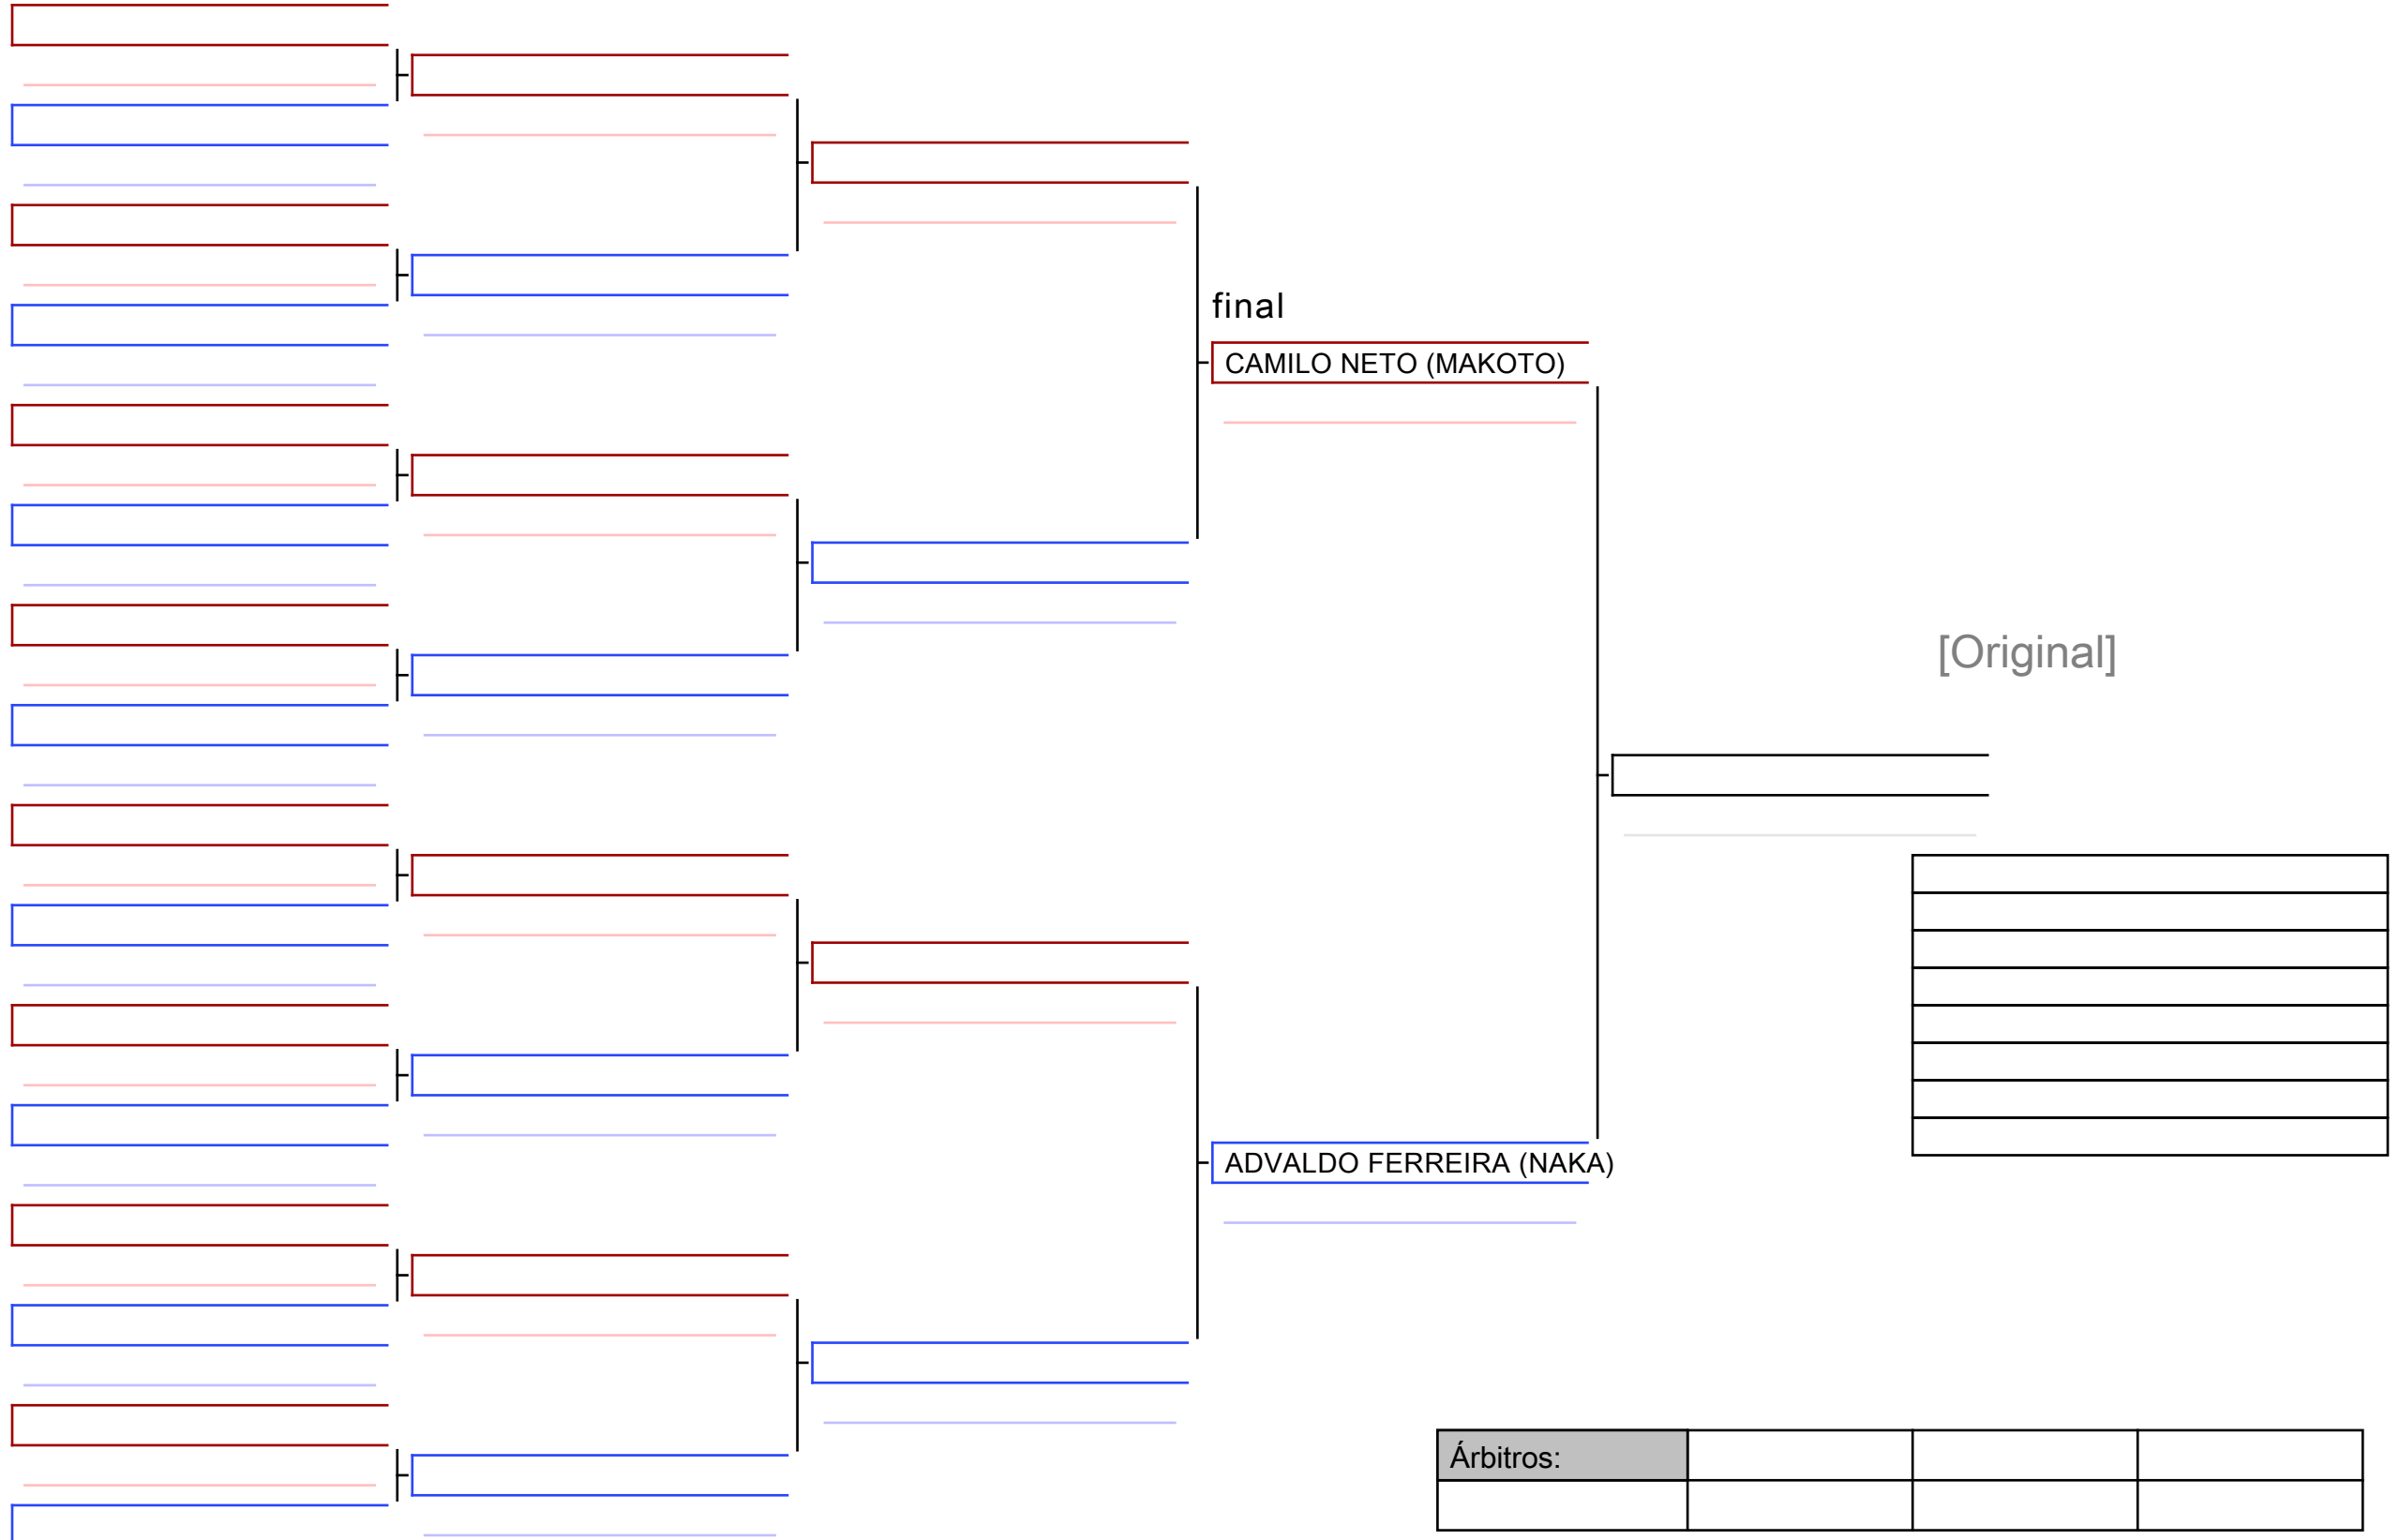 final
CAMILO NETO (MAKOTO)
[Original]
ADVALDO FERREIRA (NAKA)
Árbitros: